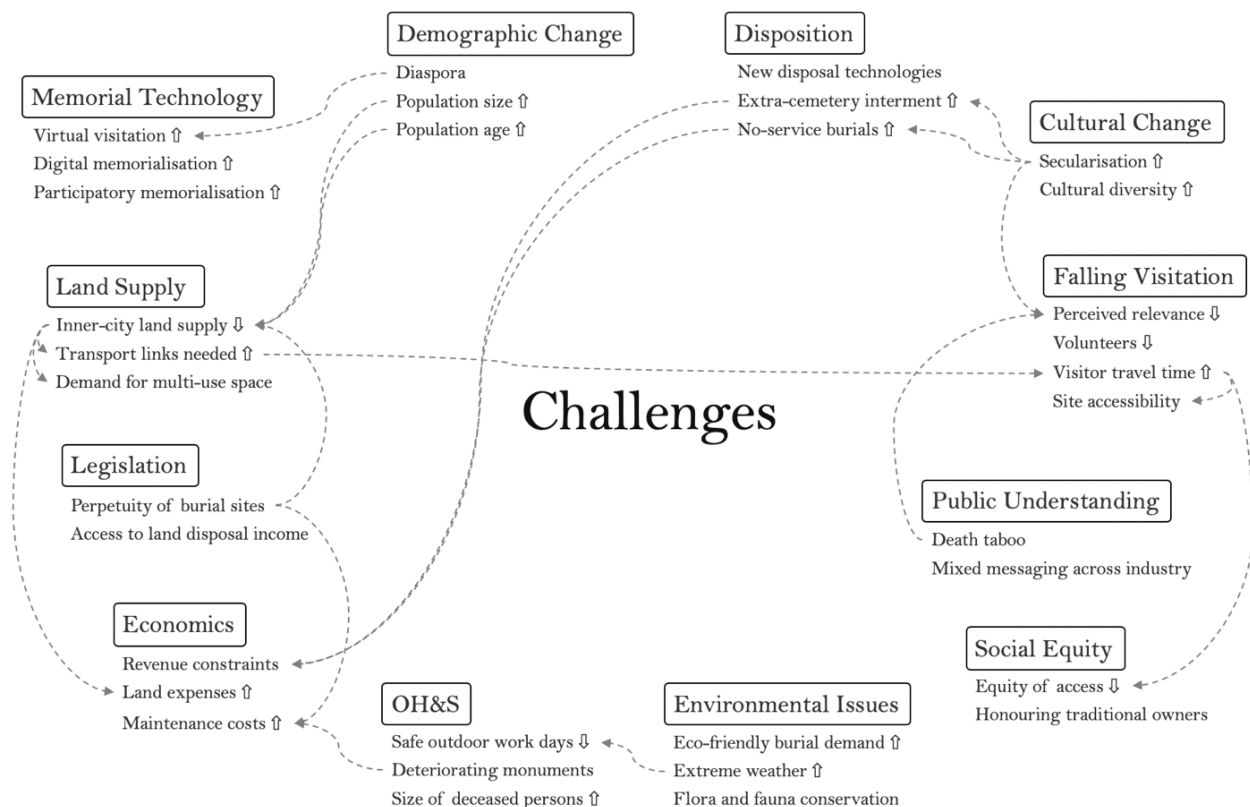 Demographic Change
Diaspora
Population size ⇧
Population age ⇧
Disposition
New disposal technologies
Extra-cemetery interment ⇧
No-service burials ⇧
Memorial Technology
Virtual visitation ⇧
Digital memorialisation ⇧
Participatory memorialisation ⇧
Cultural Change
Secularisation ⇧
Cultural diversity ⇧
Land Supply
Inner-city land supply ⇩
Transport links needed ⇧
Demand for multi-use space
Falling Visitation
Perceived relevance ⇩
Volunteers ⇩
Visitor travel time ⇧
Site accessibility
Challenges
Legislation
Perpetuity of burial sites
Access to land disposal income
Public Understanding
Death taboo
Mixed messaging across industry
Economics
Revenue constraints
Land expenses ⇧
Maintenance costs ⇧
Social Equity
Equity of access ⇩
Honouring traditional owners
OH&S
Safe outdoor work days ⇩
Deteriorating monuments
Size of deceased persons ⇧
Environmental Issues
Eco-friendly burial demand ⇧
Extreme weather ⇧
Flora and fauna conservation